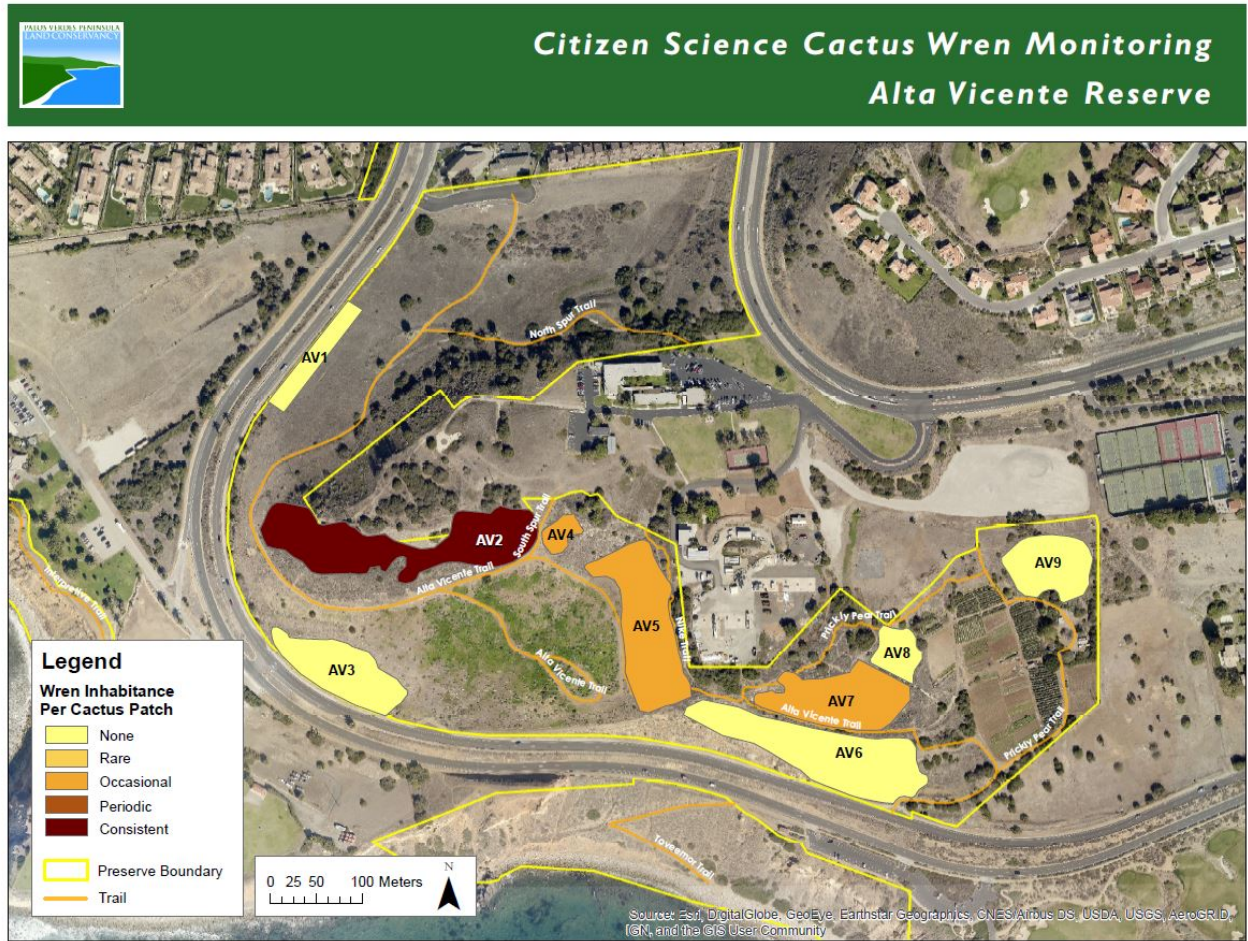 PALOS VERDES PENINSULA
LAND CONSERVANCY
Citizen Science Cactus Wren Monitoring
Alta Vicente Reserve
North Spur Trail
AV1
AV2
South Spur Trail
AV4
AV9
Alta Vicente Trail
Interpretive Trail
AV5
Nike Trail
Prickly Pear Trail
AV8
AV3
Alta Vicente Trail
AV7
Alta Vicente Trail
Prickly Pear Trail
AV6
Toveemor Trail
Legend
Wren Inhabitance
Per Cactus Patch
None
Rare
Occasional
Periodic
Consistent
Preserve Boundary
Trail
0 25 50 100 Meters
N
Source: Esri, DigitalGlobe, GeoEye, Earthstar Geographics, CNES/Airbus DS, USDA, USGS, AeroGRID,
IGN, and the GIS User Community